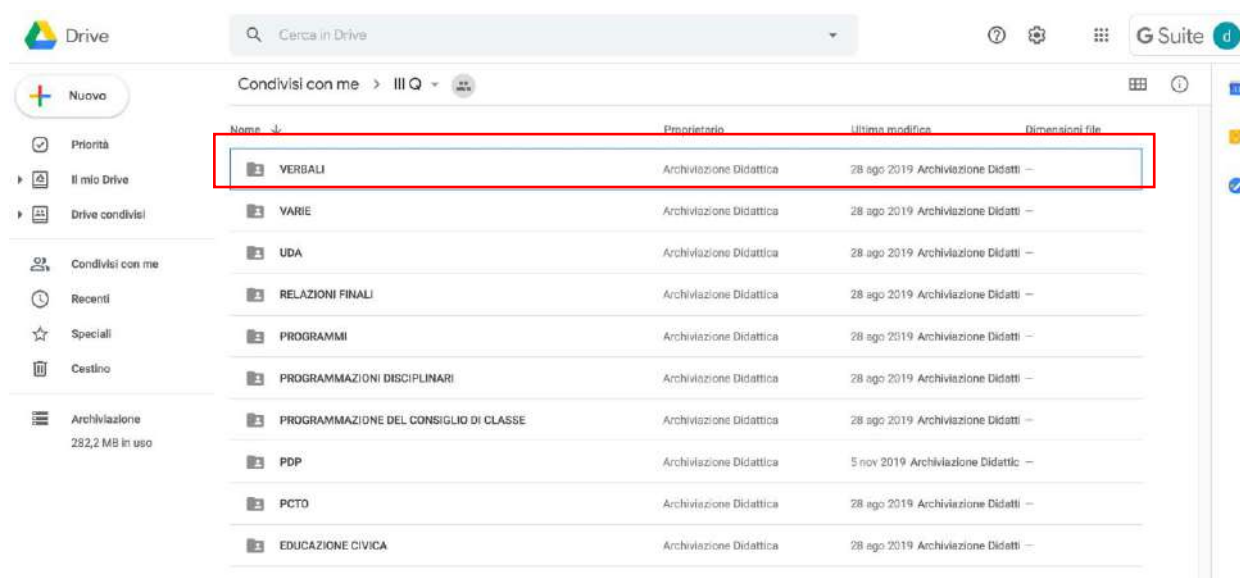 Drive
Cerca in Drive
G Suite
d
Nuovo
Condivisi con me > III Q
Nome Proprietario Ultima modifica Dimensioni file
Priorità
Il mio Drive
Drive condivisi
Condivisi con me
Recenti
Speciali
Cestino
Archiviazione
282,2 MB in uso
VERBALI Archiviazione Didattica 28 ago 2019 Archiviazione Didatti —
VARIE Archiviazione Didattica 28 ago 2019 Archiviazione Didatti —
UDA Archiviazione Didattica 28 ago 2019 Archiviazione Didatti —
RELAZIONI FINALI Archiviazione Didattica 28 ago 2019 Archiviazione Didatti —
PROGRAMMI Archiviazione Didattica 28 ago 2019 Archiviazione Didatti —
PROGRAMMAZIONI DISCIPLINARI Archiviazione Didattica 28 ago 2019 Archiviazione Didatti —
PROGRAMMAZIONE DEL CONSIGLIO DI CLASSE Archiviazione Didattica 28 ago 2019 Archiviazione Didatti —
PDP Archiviazione Didattica 5 nov 2019 Archiviazione Didattic —
PCTO Archiviazione Didattica 28 ago 2019 Archiviazione Didatti —
EDUCAZIONE CIVICA Archiviazione Didattica 28 ago 2019 Archiviazione Didatti —